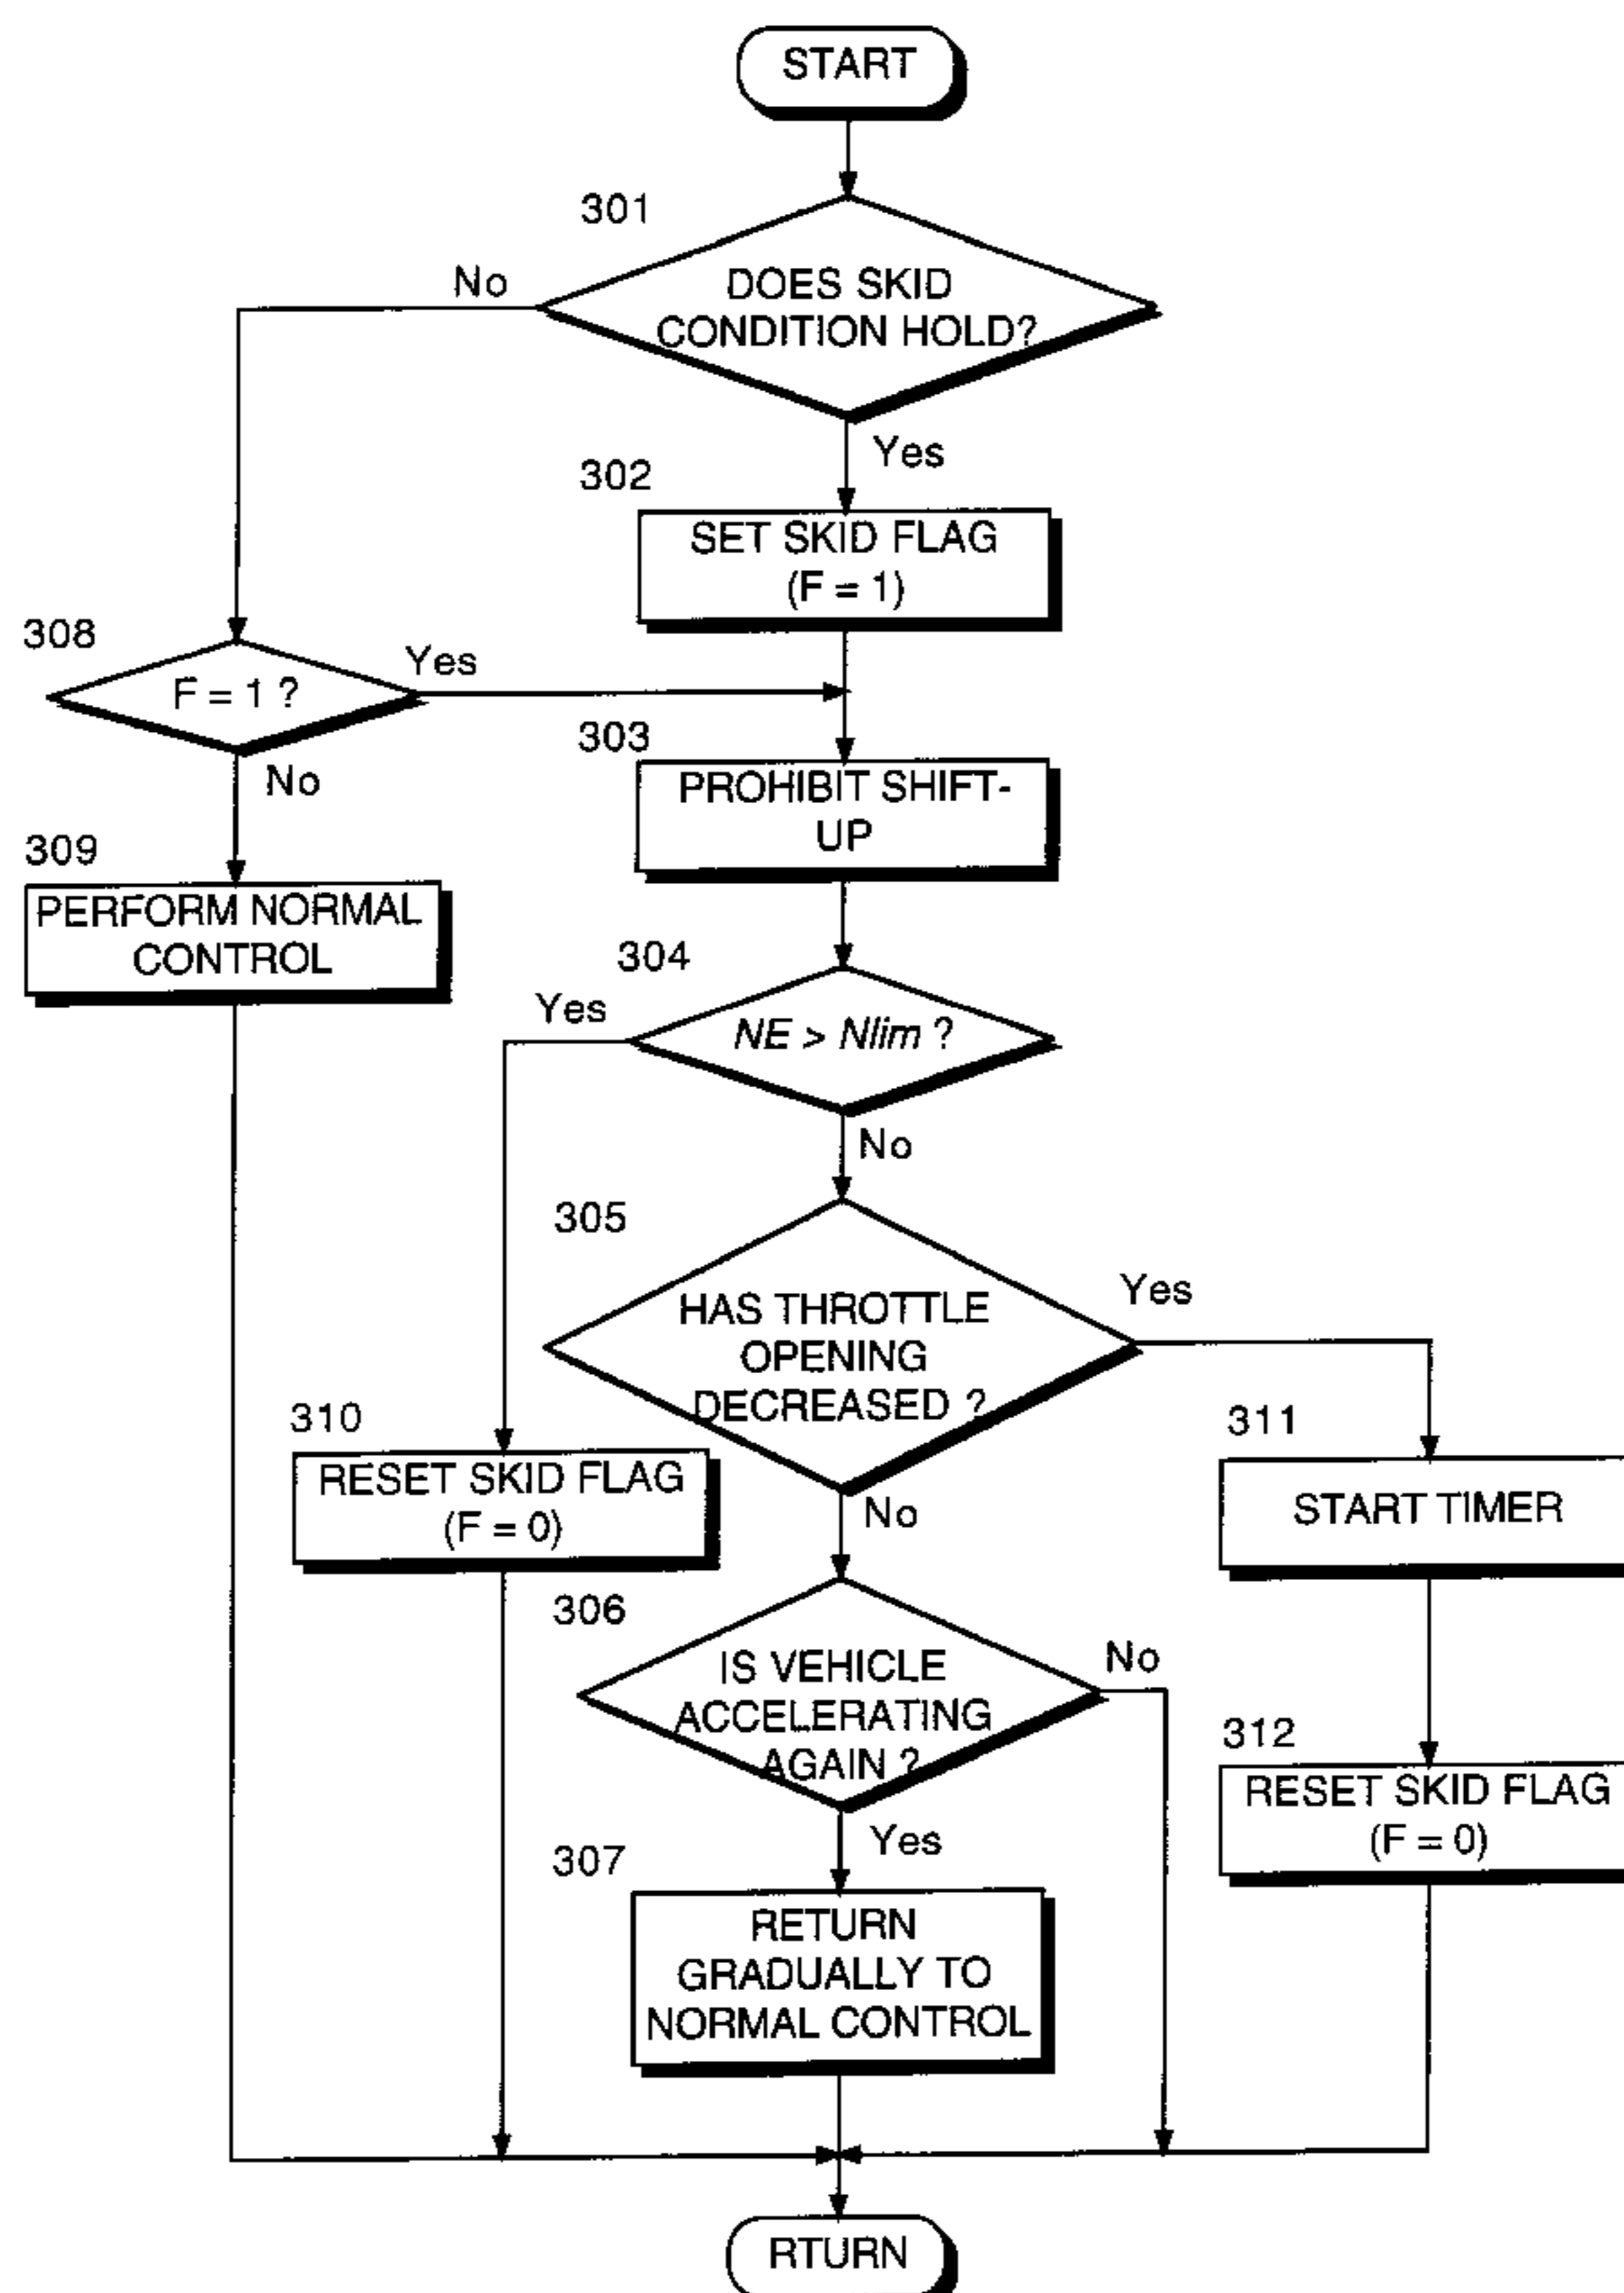 START
301
DOES SKID
CONDITION HOLD?
No
Yes
302
SET SKID FLAG
(F = 1)
308
F = 1 ?
Yes
No
303
PROHIBIT SHIFT-
UP
309
PERFORM NORMAL
CONTROL
304
NE > Nlim ?
Yes
No
305
HAS THROTTLE
OPENING
DECREASED ?
Yes
No
310
RESET SKID FLAG
(F = 0)
311
START TIMER
306
IS VEHICLE
ACCELERATING
AGAIN ?
No
Yes
312
RESET SKID FLAG
(F = 0)
307
RETURN
GRADUALLY TO
NORMAL CONTROL
RTURN